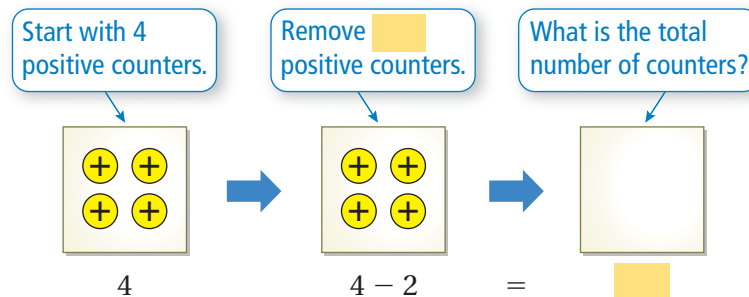 Start with 4
positive counters.
Remove
positive counters.
What is the total
number of counters?
+ +
+ +
+ +
+ +
4
4 − 2
=